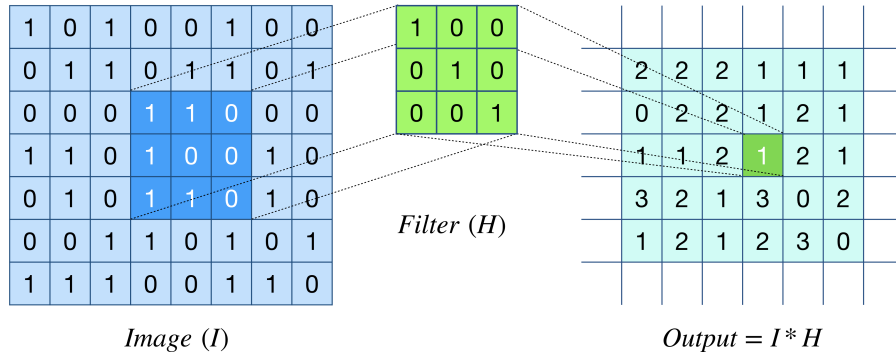 1 0 1 0 0 1 0 0 1 0 0
0 1 1 0 1 1 0 1 0 1 0 2 2 2 1 1 1
0 0 0 1 1 0 0 0 0 0 1 0 2 2 1 2 1
1 1 0 1 0 0 1 0 1 1 2 1 2 1
0 1 0 1 1 0 1 0 3 2 1 3 0 2
Filter (H)
0 0 1 1 0 1 0 1 1 2 1 2 3 0
1 1 1 0 0 1 1 0
Image (I) Output = I * H